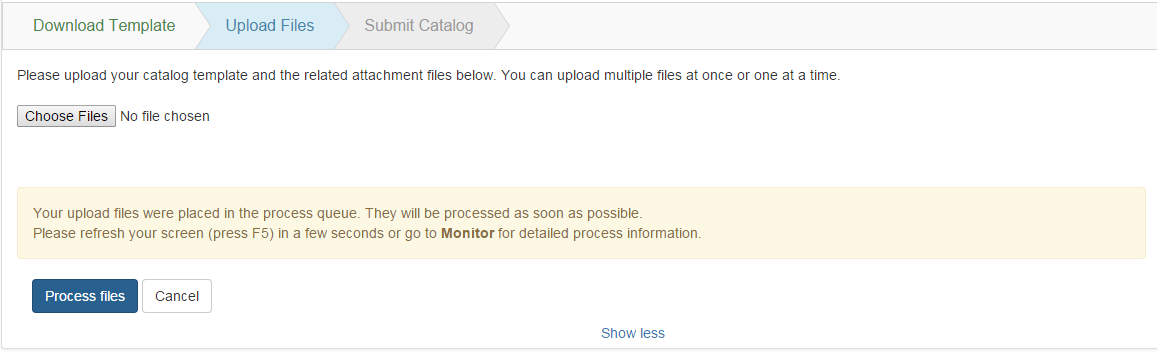 Download Template
Upload Files
Submit Catalog
Please upload your catalog template and the related attachment files below. You can upload multiple files at once or one at a time.
Choose Files No file chosen
Your upload files were placed in the process queue. They will be processed as soon as possible.
Please refresh your screen (press F5) in a few seconds or go to Monitor for detailed process information.
Process files
Cancel
Show less